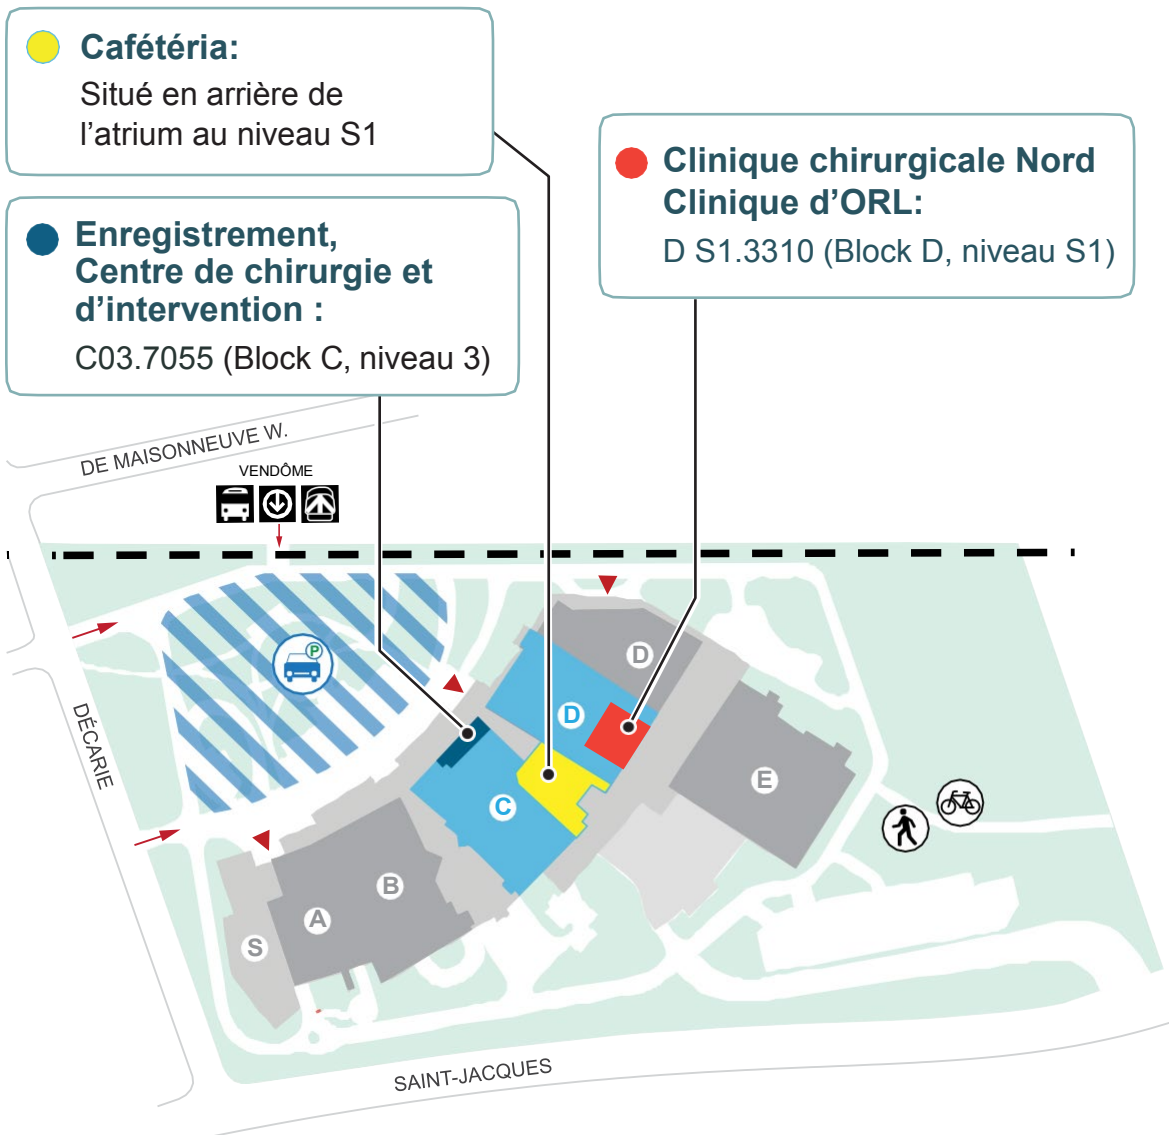 Cafétéria:
Situé en arrière de
l’atrium au niveau S1
Clinique chirurgicale Nord
Clinique d’ORL:
D S1.3310 (Block D, niveau S1)
Enregistrement,
Centre de chirurgie et
d’intervention :
C03.7055 (Block C, niveau 3)
DE MAISONNEUVE W.
VENDÔME
P
D
D
DÉCARIE
C
E
B
A
S
SAINT-JACQUES